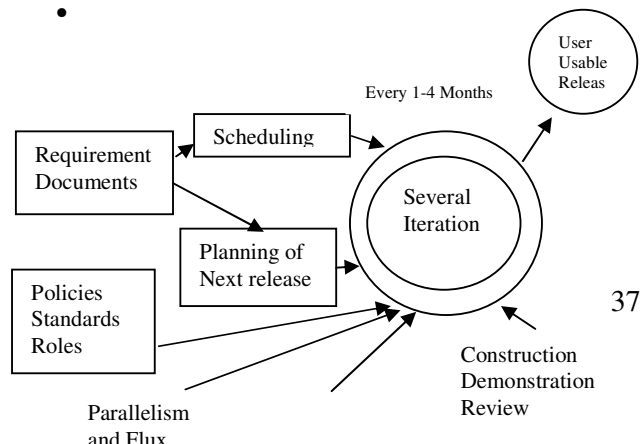 •
User
Usable
Releas
Every 1-4 Months
Scheduling
Requirement
Documents
Several
Iteration
Planning of
Next release
Policies
Standards
Roles
37
Construction
Demonstration
Review
Parallelism
and Flux